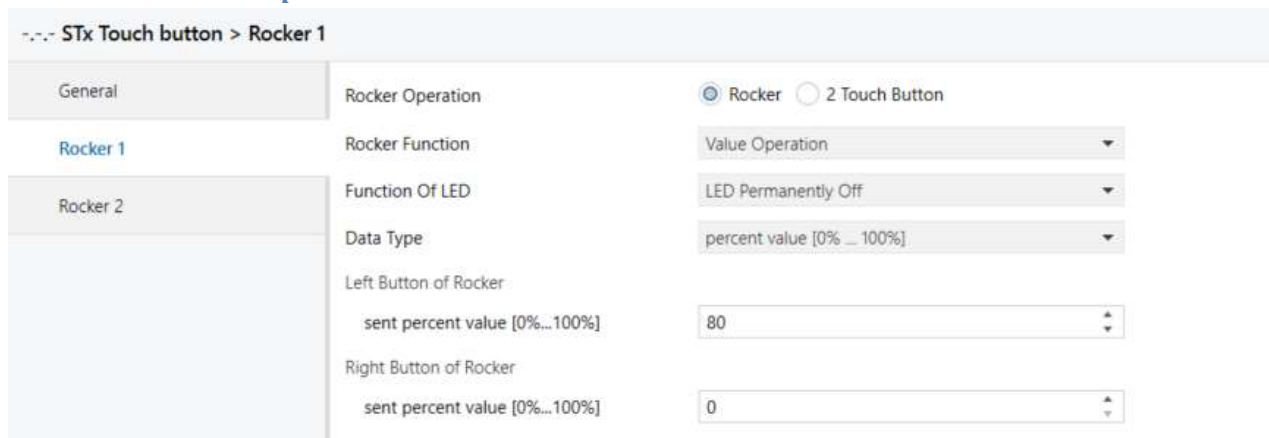 -.-.- STx Touch button > Rocker 1
General
Rocker Operation Rocker 2 Touch Button
Rocker 1
Rocker Function Value Operation
Function Of LED LED Permanently Off
Rocker 2
Data Type percent value [0% ... 100%]
Left Button of Rocker
sent percent value [0%...100%] 80
Right Button of Rocker
sent percent value [0%...100%] 0